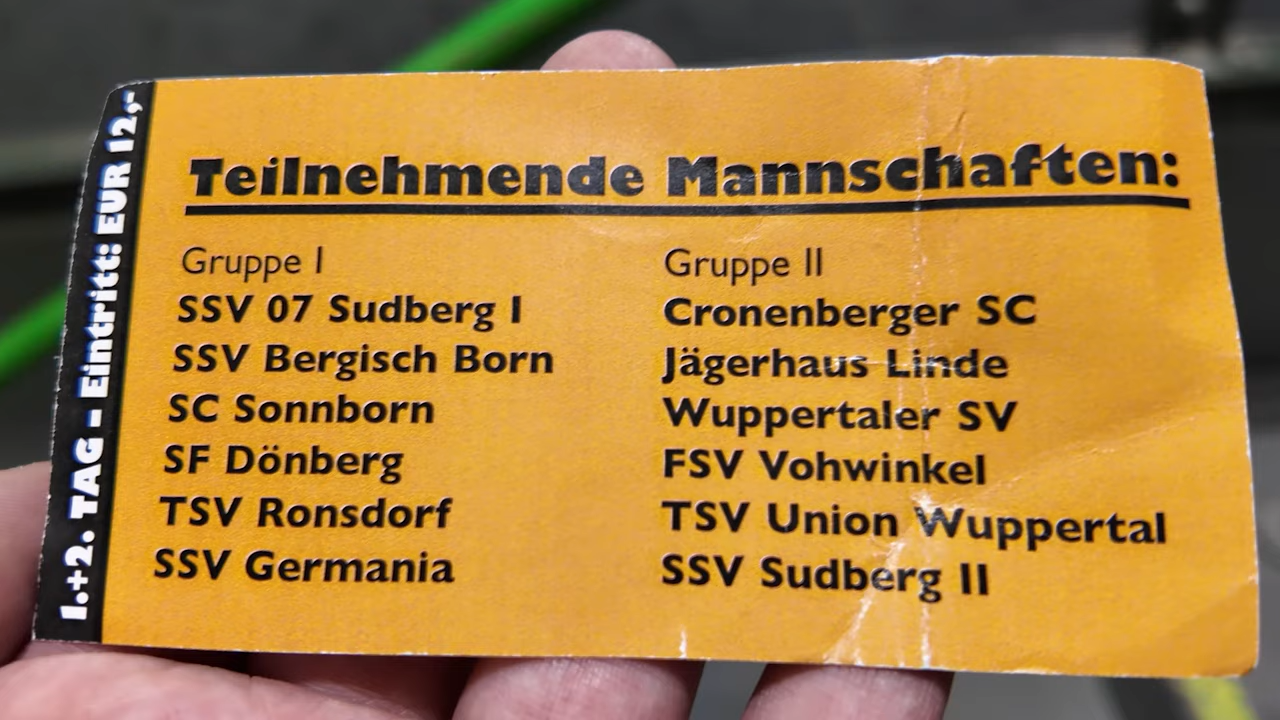 1.+2. TAG - Eintritt: EUR 12,-
Teilnehmende Mannschaften:
Gruppe I
SSV 07 Sudberg I
SSV Bergisch Born
SC Sonnborn
SF Dönberg
TSV Ronsdorf
SSV Germania
Gruppe II
Cronenberger SC
Jägerhaus Linde
Wuppertaler SV
FSV Vohwinkel
TSV Union Wuppertal
SSV Sudberg II